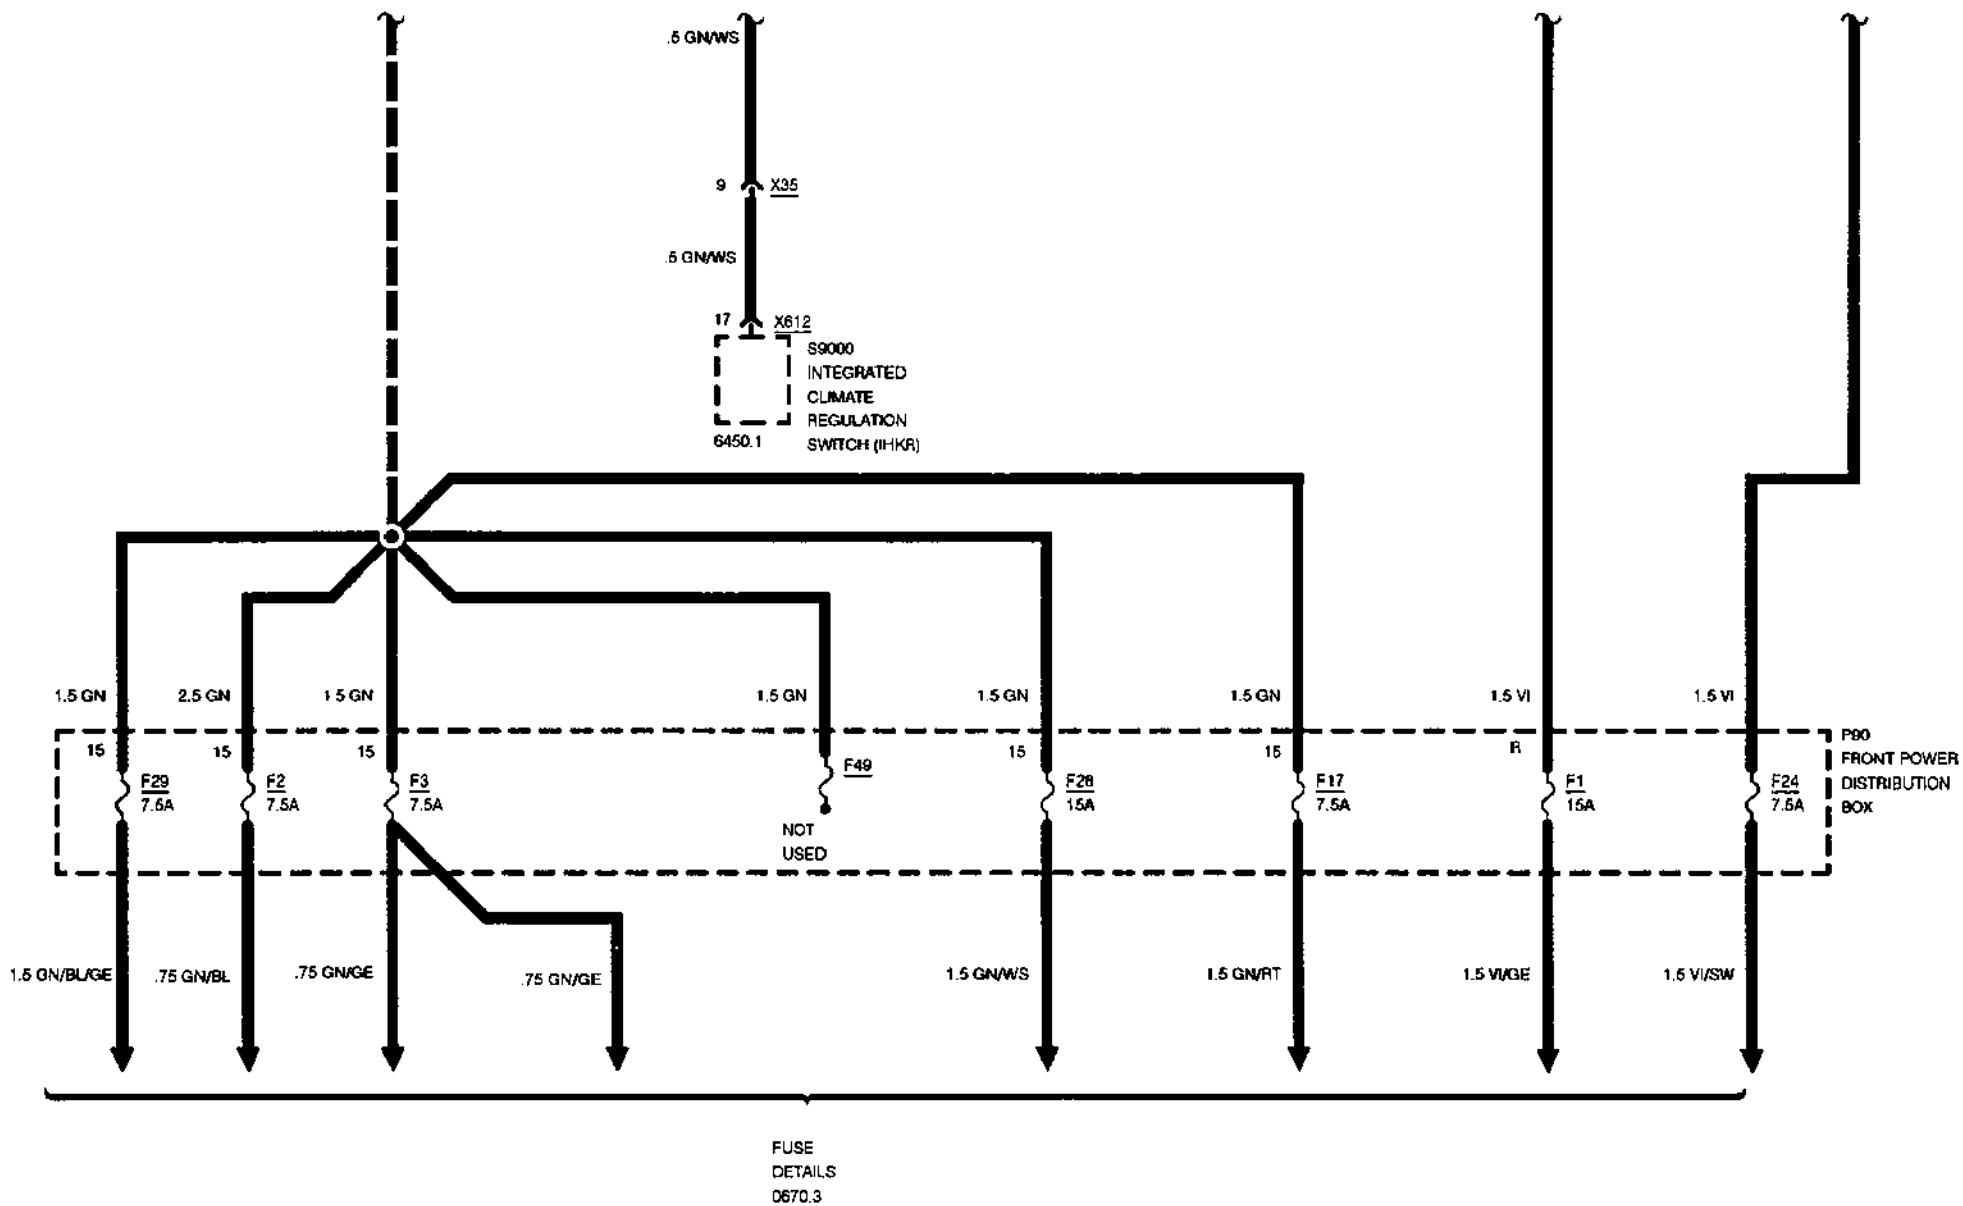 .5 GN/WS
9 X35
.5 GN/WS
17 X612
S9000
INTEGRATED
CLIMATE
REGULATION
SWITCH (IHKR)
6450.1
1.5 GN 2.5 GN 1 5 GN 1.5 GN 1.5 GN 1.5 GN 1.5 VI 1.5 VI
15 15 15 15 15 R
F29 F2 F3 F49 F28 F17 F1 F24
7.5A 7.5A 7.5A 15A 7.5A 15A 7.5A
NOT
USED
P90
FRONT POWER
DISTRIBUTION
BOX
1.5 GN/BL/GE .75 GN/BL .75 GN/GE .75 GN/GE 1.5 GN/WS 1.5 GN/RT 1.5 VI/GE 1.5 VI/SW
FUSE
DETAILS
0670.3